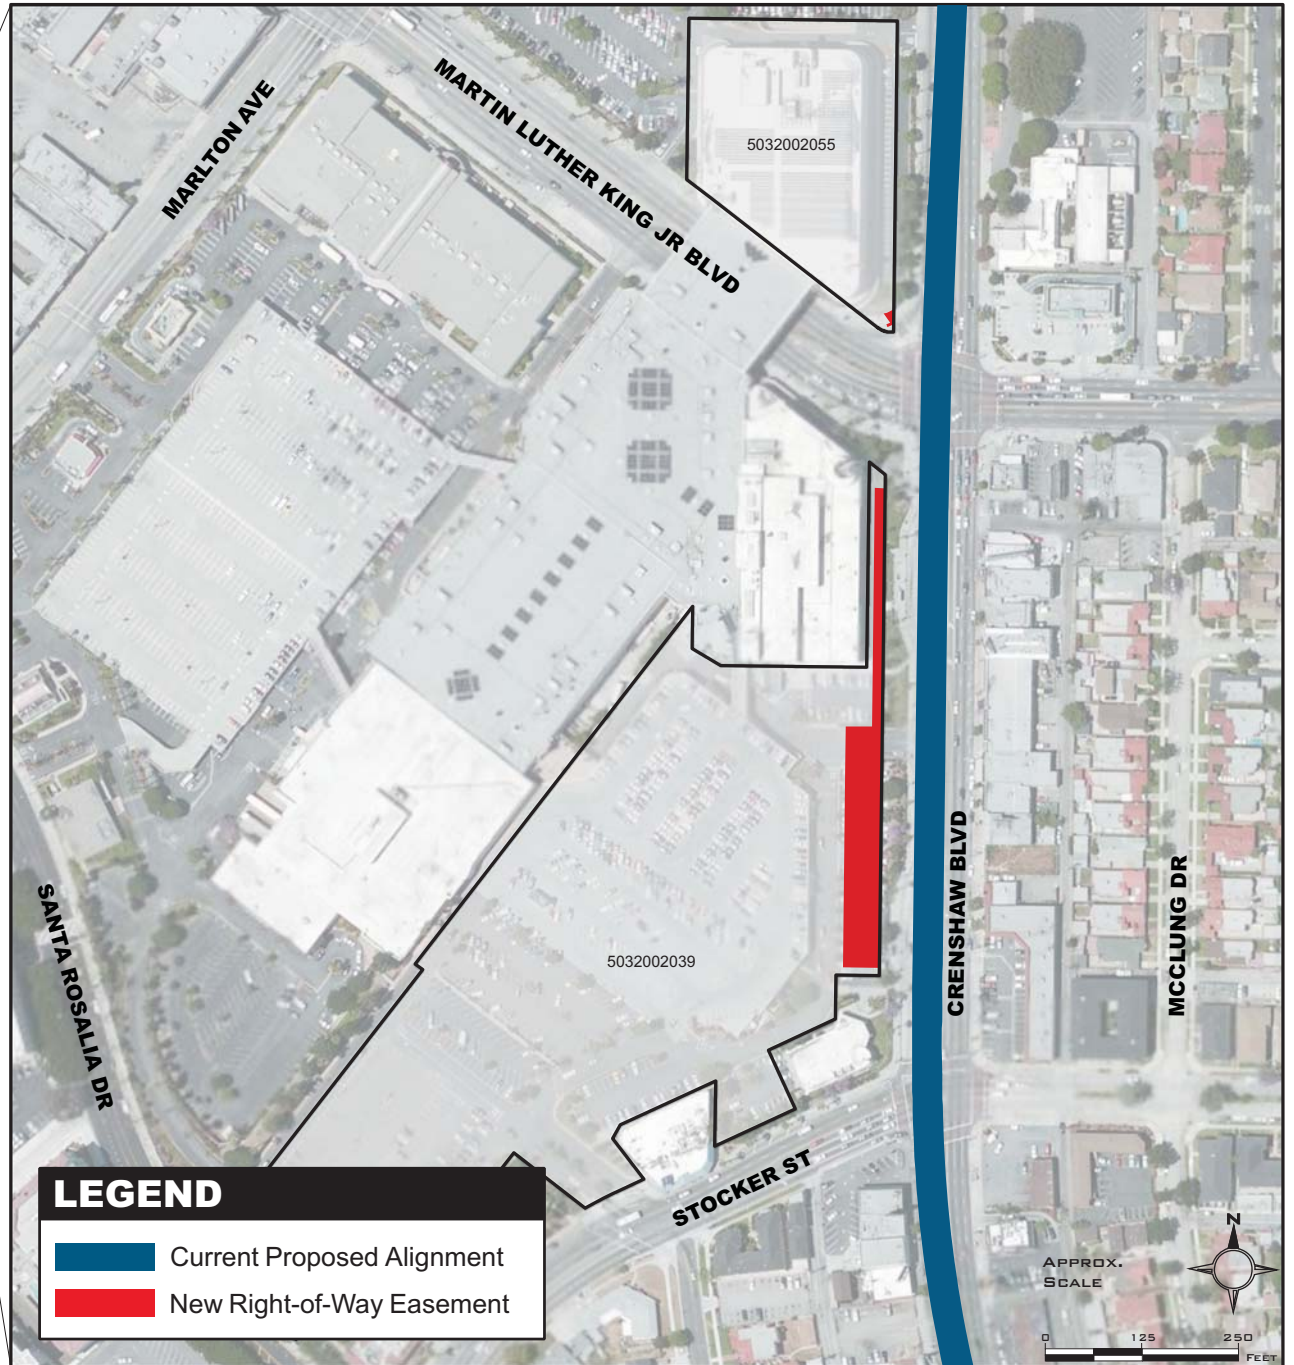 MARLTON AVE
MARTIN LUTHER KING JR BLVD
5032002055
5032002039
CRENSHAW BLVD
MCCLUNG DR
SANTA ROSALIA DR
STOCKER ST
LEGEND
Current Proposed Alignment
New Right-of-Way Easement
N
APPROX.
SCALE
0 125 250
FEET